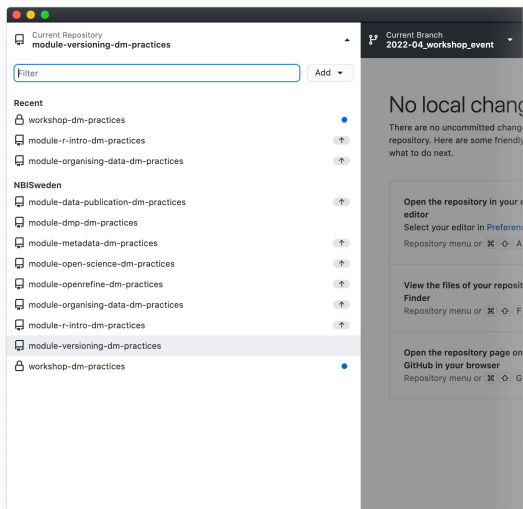 Current Repository
module-versioning-dm-practices
Current Branch
2022-04_workshop_event
Filter
Add
Recent
workshop-dm-practices
module-r-intro-dm-practices
module-organising-data-dm-practices
NBISweden
module-data-publication-dm-practices
module-dmp-dm-practices
module-metadata-dm-practices
module-open-science-dm-practices
module-openrefine-dm-practices
module-organising-data-dm-practices
module-r-intro-dm-practices
module-versioning-dm-practices
workshop-dm-practices
No local chang
There are no uncommitted change
repository. Here are some friendly
what to do next.
Open the repository in your e
editor
Select your editor in Preferenc
Repository menu or ⌘ ⇧ A
View the files of your reposit
Finder
Repository menu or ⌘ ⇧ F
Open the repository page on
GitHub in your browser
Repository menu or ⌘ ⇧ G